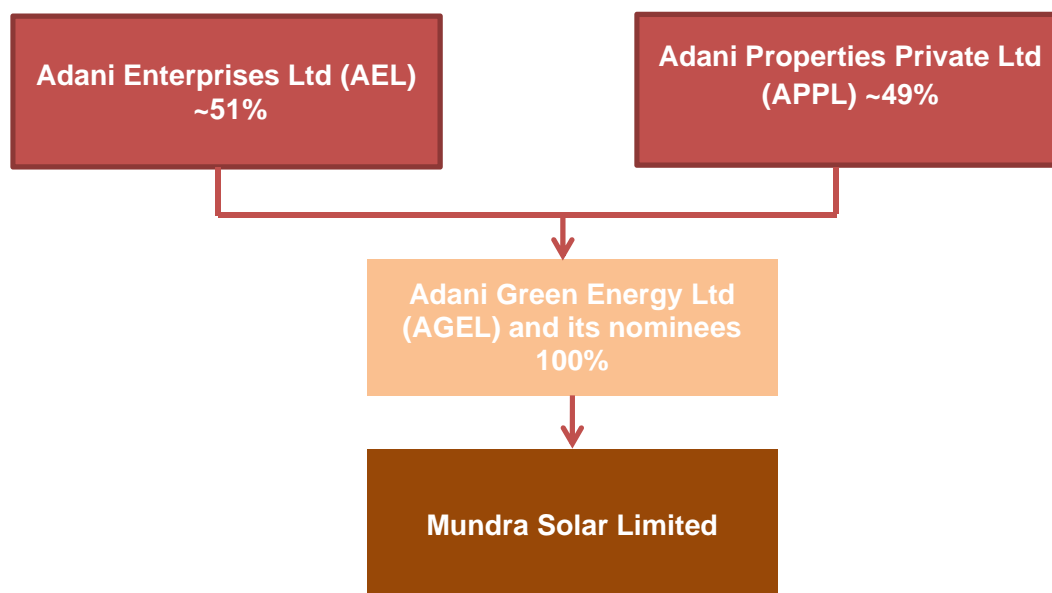 Adani Enterprises Ltd (AEL)
~51%
Adani Properties Private Ltd
(APPL) ~49%
Adani Green Energy Ltd
(AGEL) and its nominees
100%
Mundra Solar Limited